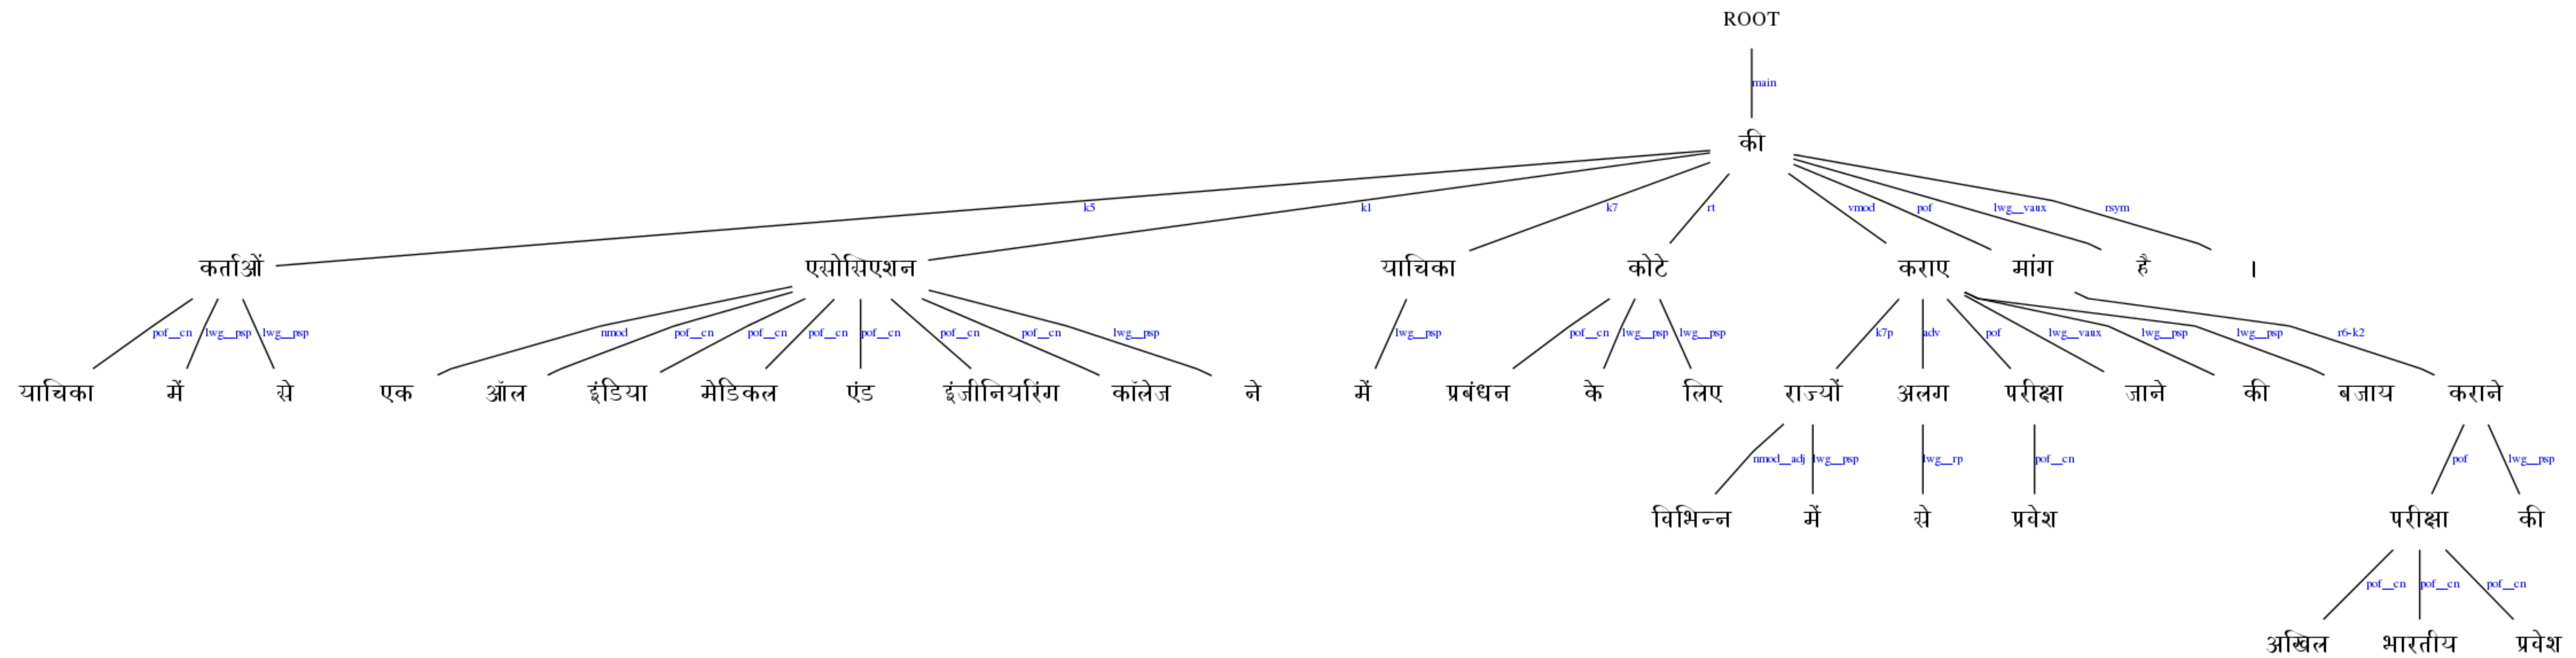 ROOT
main
की
k5 k1 k7 rt vmod pof lwg__vaux rsym
कर्ताओं एसोसिएशन याचिका कोटे कराए मांग है ।
pof__cn lwg__psp lwg__psp nmod pof__cn pof__cn pof__cn pof__cn pof__cn pof__cn lwg__psp lwg__psp pof__cn lwg__psp lwg__psp k7p adv pof lwg__vaux lwg__psp lwg__psp r6-k2
याचिका में से एक ऑल इंडिया मेडिकल एंड इंजीनियरिंग कॉलेज ने में प्रबंधन के लिए राज्यों अलग परीक्षा जाने की बजाय कराने
nmod__adj lwg__psp lwg__rp pof__cn pof lwg__psp
विभिन्न में से प्रवेश परीक्षा की
pof__cn pof__cn pof__cn
अखिल भारतीय प्रवेश